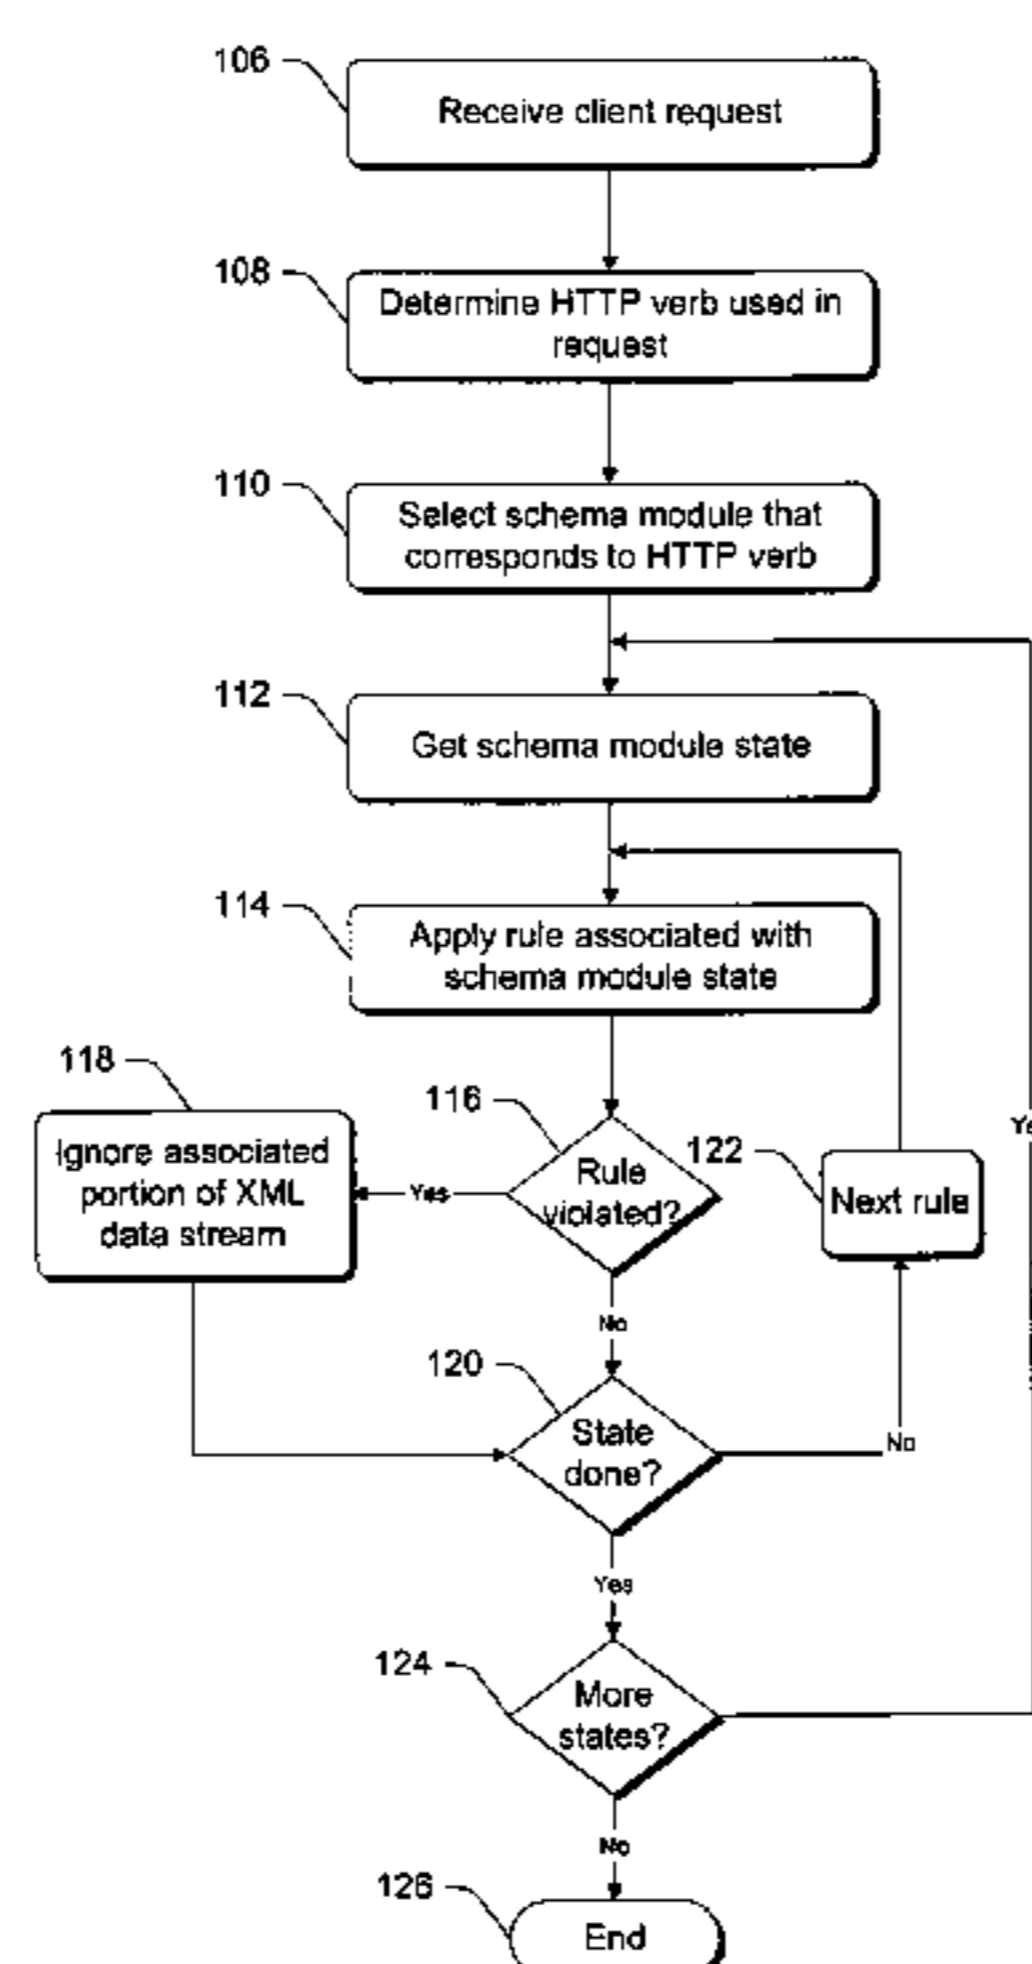 106
Receive client request
108
Determine HTTP verb used in
request
110
Select schema module that
corresponds to HTTP verb
112
Get schema module state
114
Apply rule associated with
schema module state
118
Ignore associated
portion of XML
data stream
116
Rule
violated?
Yes
No
122
Next rule
120
State
done?
No
Yes
124
More
states?
No
126
End